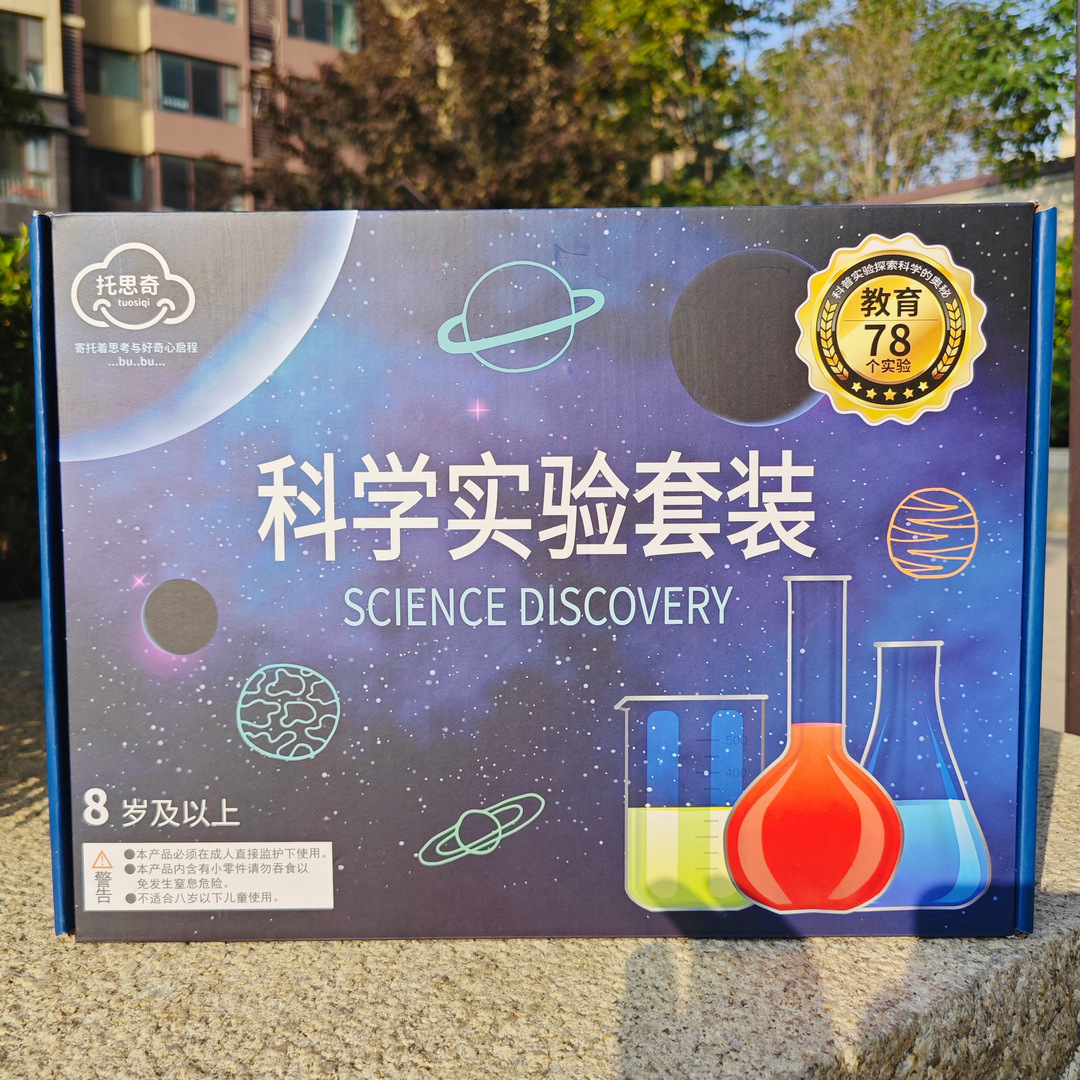 托思奇
tuosiqi
寄托着思考与好奇心启程
...bu..bu...
科普实验探索科学的奥秘
教育
78
个实验
科学实验套装
SCIENCE DISCOVERY
500
400
8 岁及以上
警告
●本产品必须在成人直接监护下使用。
●本产品内含有小零件请勿吞食以
免发生窒息危险。
●不适合八岁以下儿童使用。